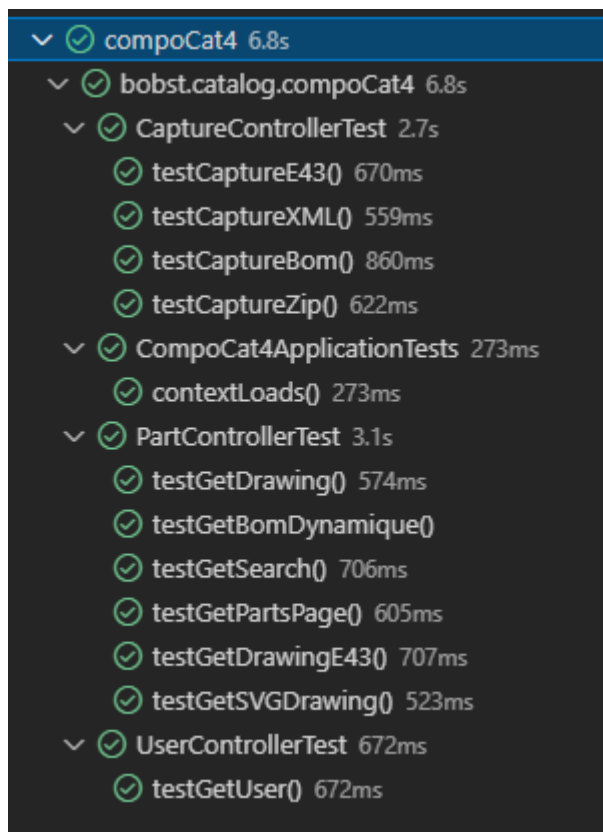 compoCat4 6.8s
bobst.catalog.compoCat4 6.8s
CaptureControllerTest 2.7s
testCaptureE43() 670ms
testCaptureXML() 559ms
testCaptureBom() 860ms
testCaptureZip() 622ms
CompoCat4ApplicationTests 273ms
contextLoads() 273ms
PartControllerTest 3.1s
testGetDrawing() 574ms
testGetBomDynamique()
testGetSearch() 706ms
testGetPartsPage() 605ms
testGetDrawingE43() 707ms
testGetSVGDrawing() 523ms
UserControllerTest 672ms
testGetUser() 672ms